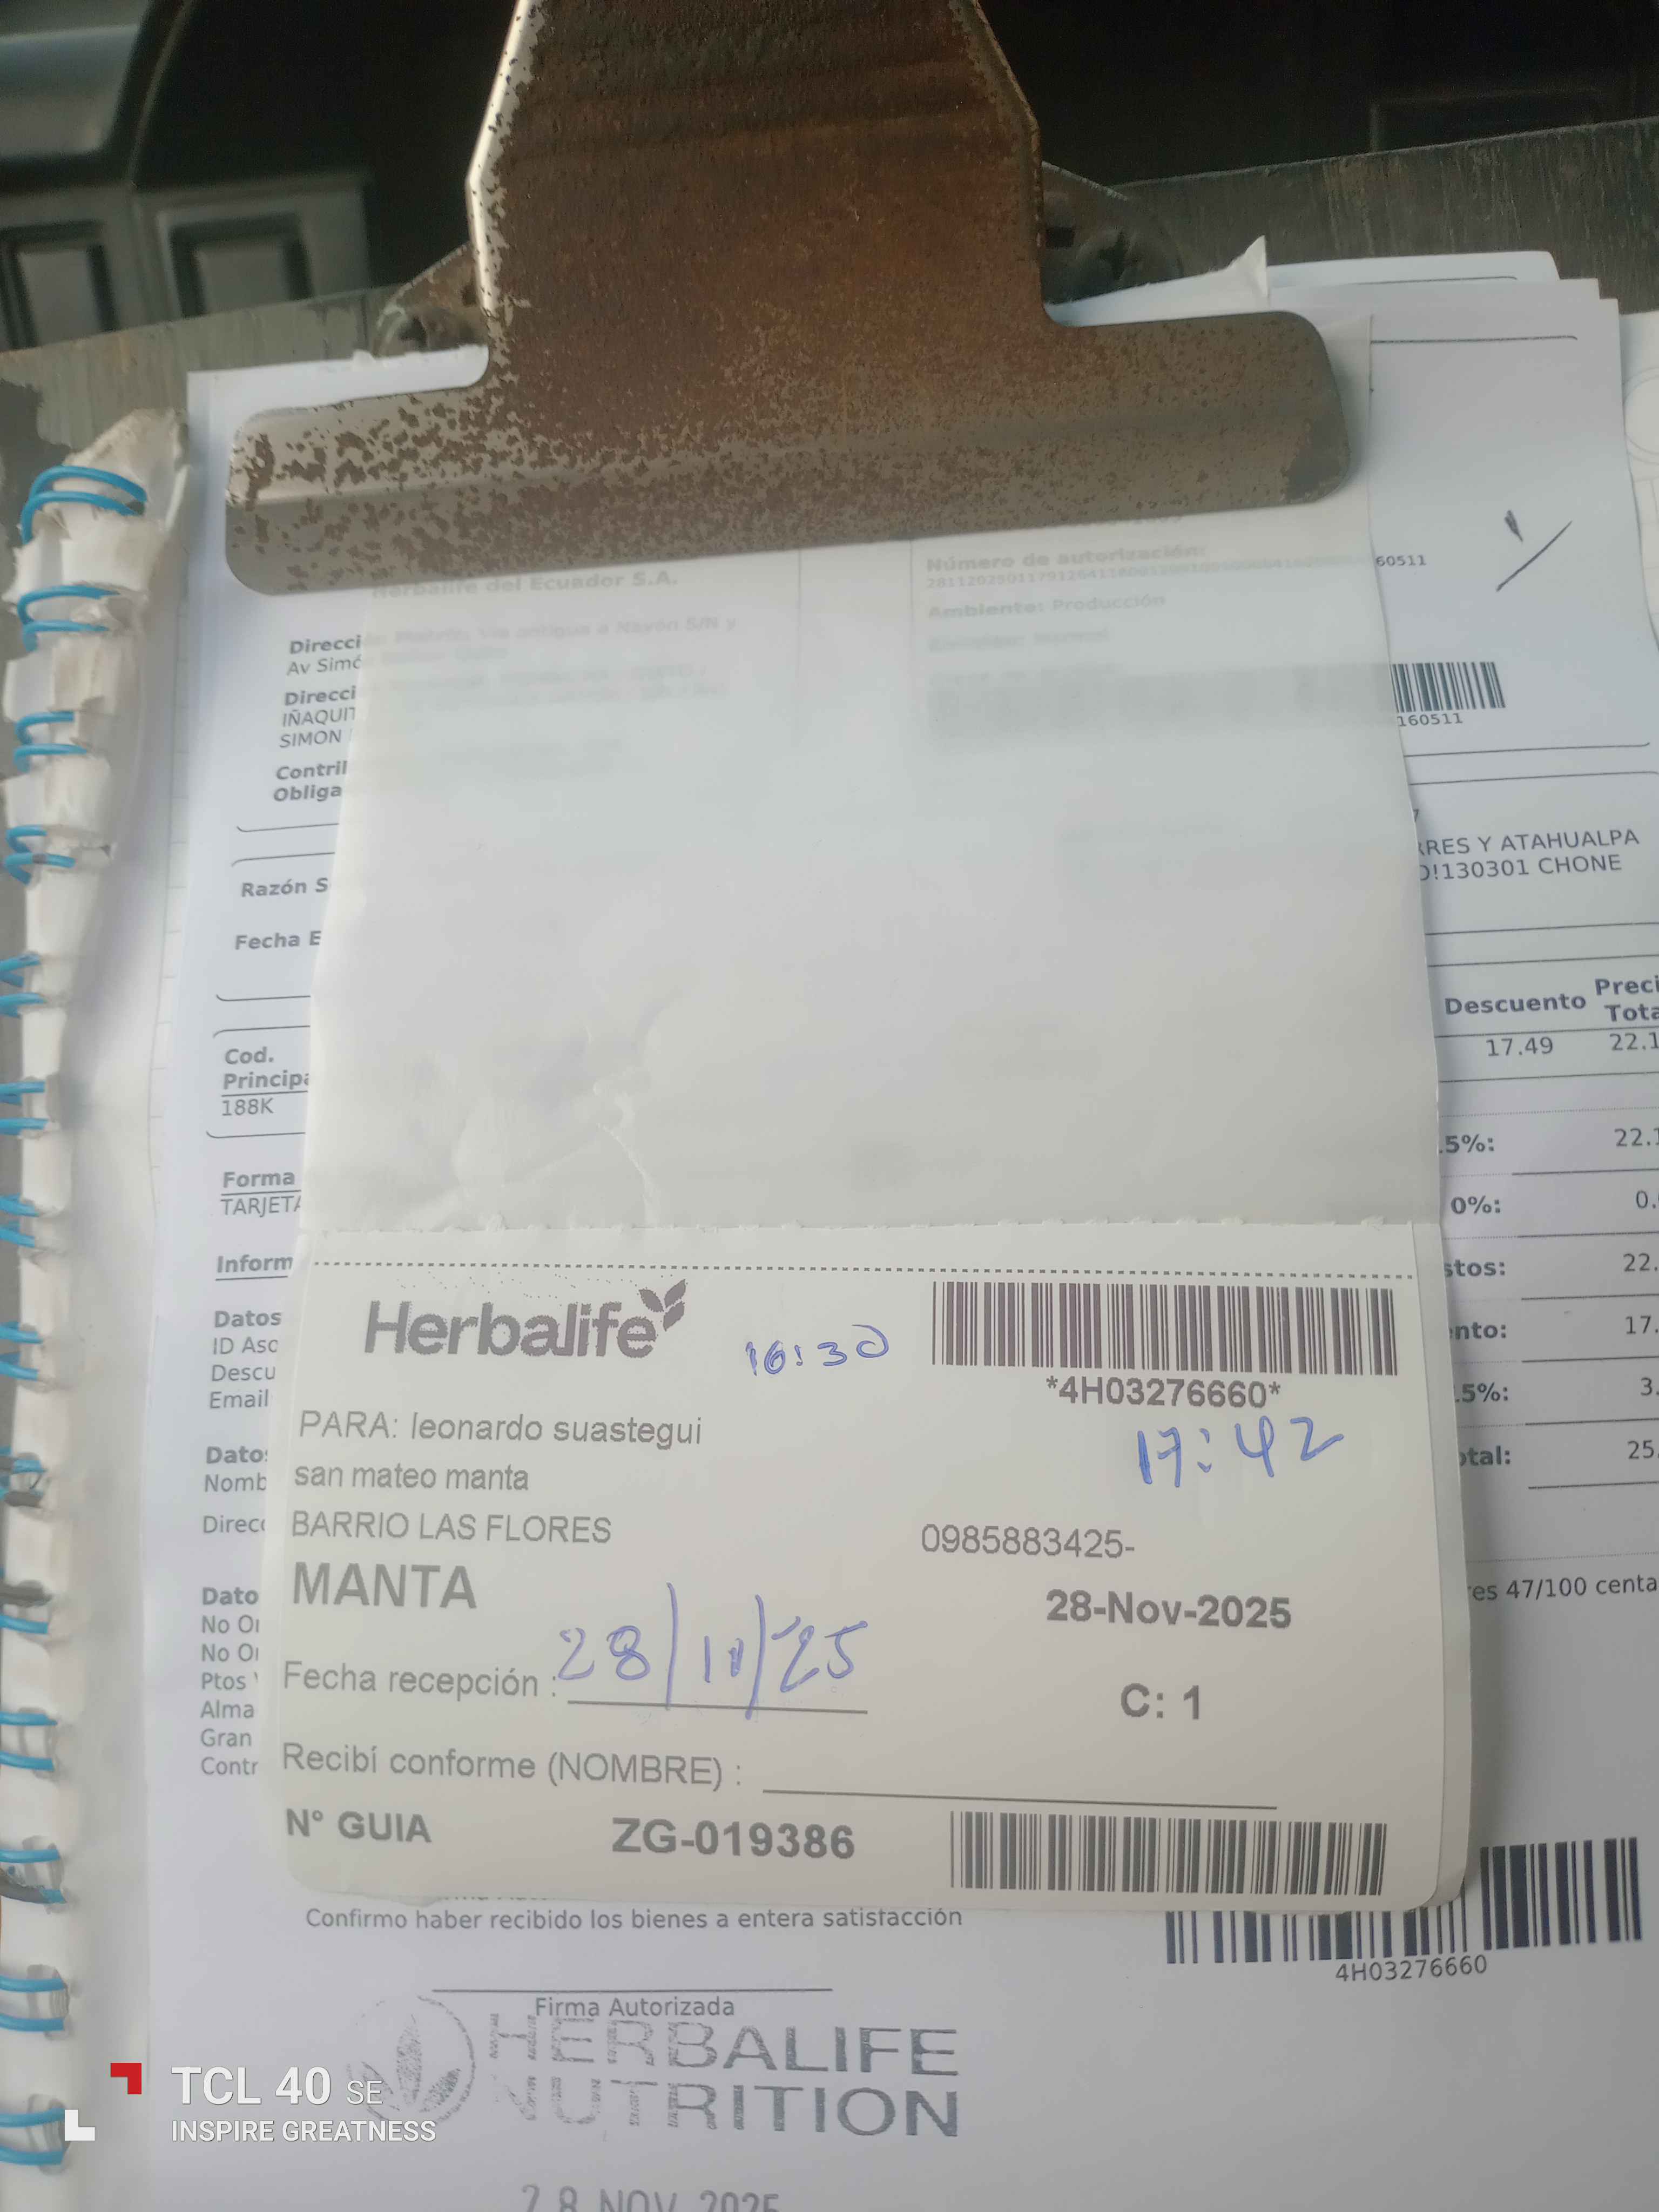 Herbalife del Ecuador S.A.
Número de autorización:
60511
Ambiente: Producción
Direcci
Av Simó
Direcci
IÑAQUIT
SIMON
160511
Contril
Obliga
RRES Y ATAHUALPA
O!130301 CHONE
Razón S
Fecha E
Descuento Preci
Tota
17.49 22.1
Cod.
Principa
188K
5%: 22.1
Forma
TARJETA
0%: 0.
Inform
stos: 22.
Datos
ID Aso
Descu
Email
nto: 17.
5%: 3.
Dato
Nomb
otal: 25.
Direc
es 47/100 centa
Dato
No Or
No Or
Ptos
Alma
Gran
Contr
Herbalife
16:30
*4H03276660*
17:42
PARA: leonardo suastegui
san mateo manta
BARRIO LAS FLORES
0985883425-
MANTA
28-Nov-2025
Fecha recepción : 28/11/25
C: 1
Recibí conforme (NOMBRE) :
N° GUIA ZG-019386
Confirmo haber recibido los bienes a entera satisfacción
4H03276660
Firma Autorizada
HERBALIFE
NUTRITION
28 NOV 2025
TCL 40 SE
INSPIRE GREATNESS